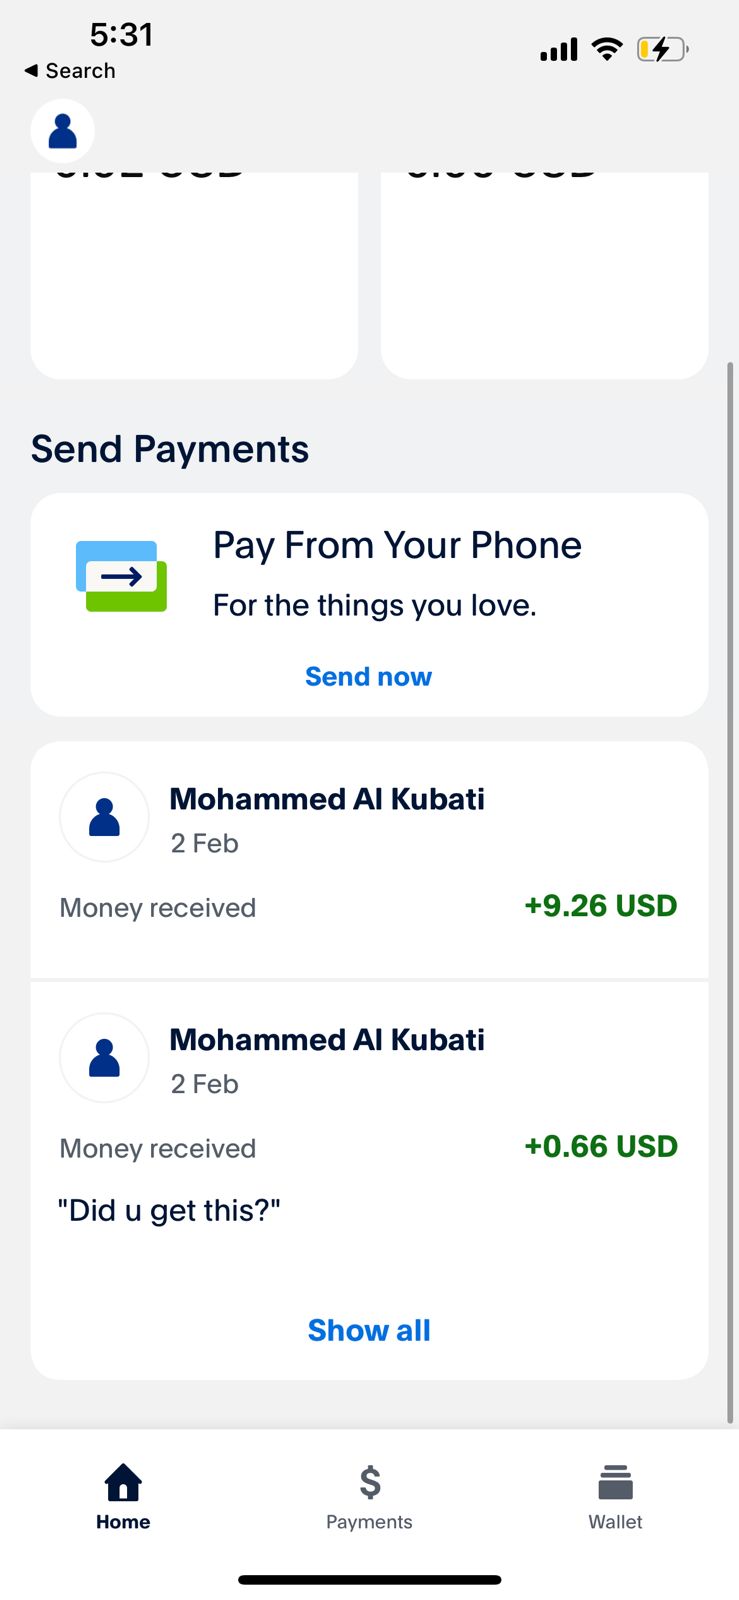 5:31
Search
USD
USD
Send Payments
Pay From Your Phone
For the things you love.
Send now
Mohammed Al Kubati
2 Feb
Money received
+9.26 USD
Mohammed Al Kubati
2 Feb
Money received
+0.66 USD
"Did u get this?"
Show all
Home
Payments
Wallet